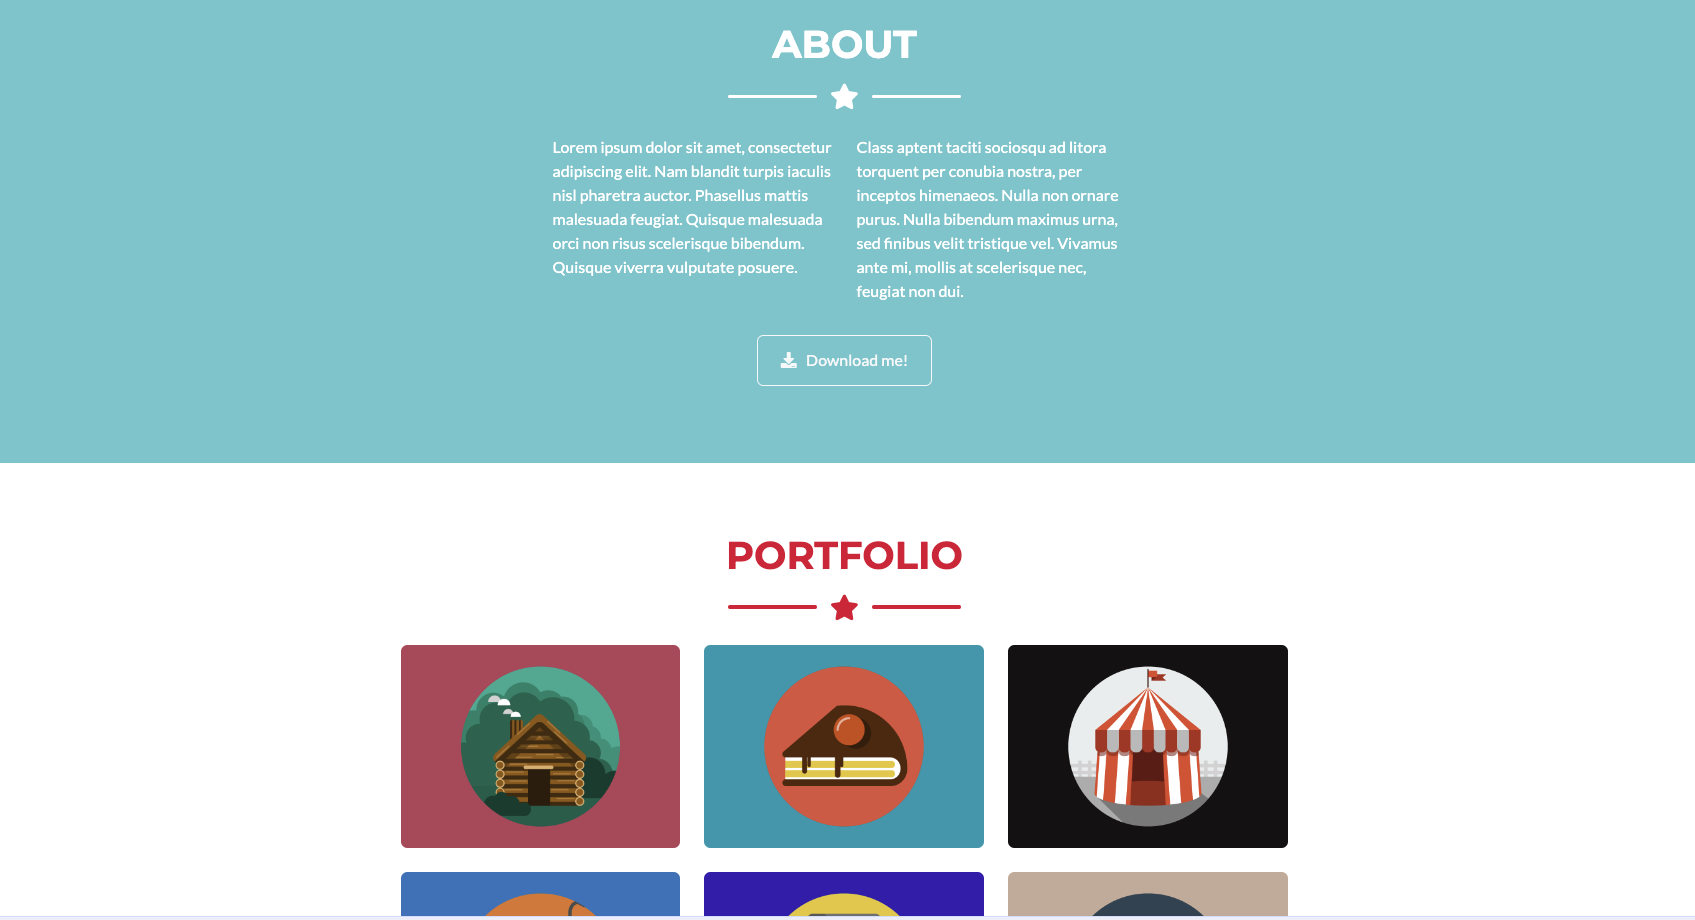 ABOUT
Lorem ipsum dolor sit amet, consectetur
adipiscing elit. Nam blandit turpis iaculis
nisl pharetra auctor. Phasellus mattis
malesuada feugiat. Quisque malesuada
orci non risus scelerisque bibendum.
Quisque viverra vulputate posuere.
Class aptent taciti sociosqu ad litora
torquent per conubia nostra, per
inceptos himenaeos. Nulla non ornare
purus. Nulla bibendum maximus urna,
sed finibus velit tristique vel. Vivamus
ante mi, mollis at scelerisque nec,
feugiat non dui.
Download me!
PORTFOLIO